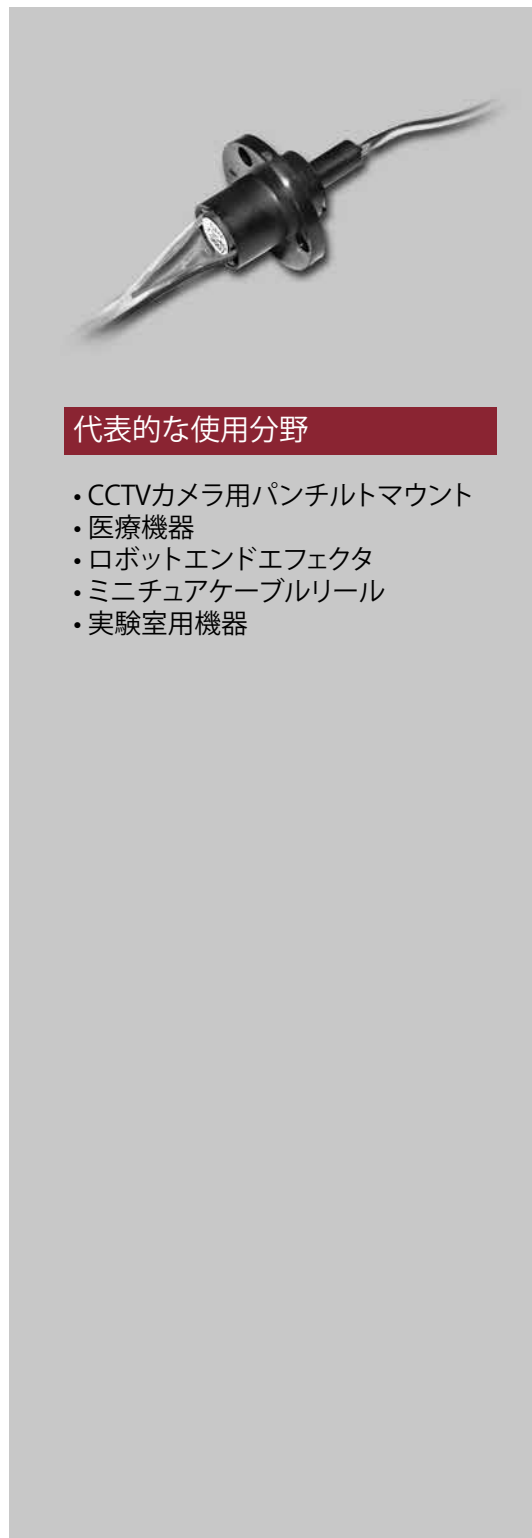 代表的な使用分野
• CCTVカメラ用パンチルトマウント
• 医療機器
• ロボットエンドエフェクタ
• ミニチュアケーブルリール
• 実験室用機器